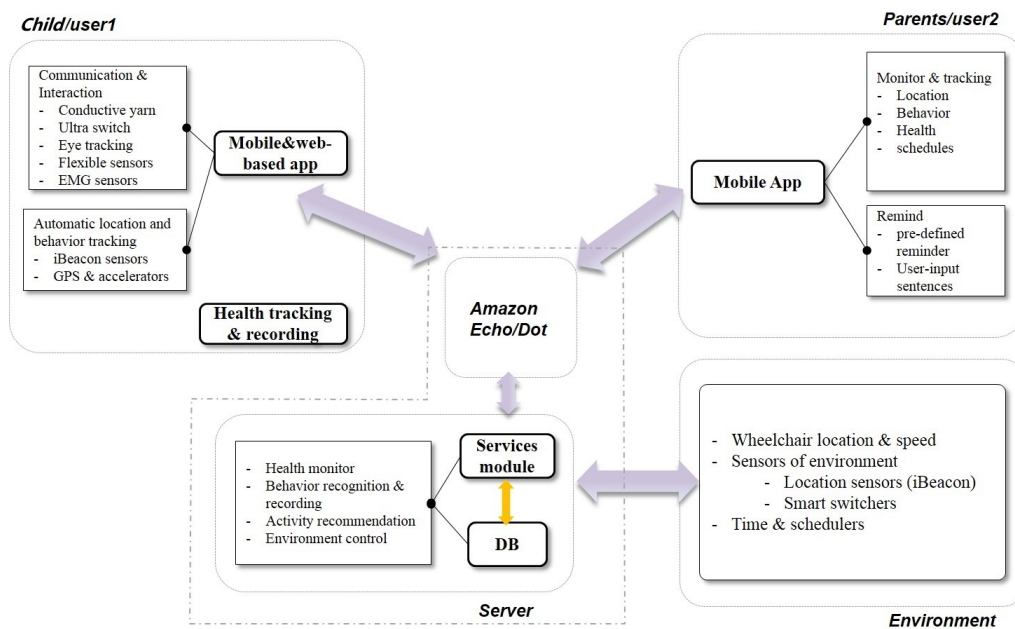 Child/user1
Communication &
Interaction
- Conductive yarn
- Ultra switch
- Eye tracking
- Flexible sensors
- EMG sensors
Mobile&web-
based app
Automatic location and
behavior tracking
- iBeacon sensors
- GPS & accelerators
Health tracking
& recording
Parents/user2
Monitor & tracking
- Location
- Behavior
- Health
- schedules
Mobile App
Remind
- pre-defined
reminder
- User-input
sentences
Amazon
Echo/Dot
Services
module
- Health monitor
- Behavior recognition &
recording
- Activity recommendation
- Environment control
DB
Server
- Wheelchair location & speed
- Sensors of environment
- Location sensors (iBeacon)
- Smart switchers
- Time & schedulers
Environment